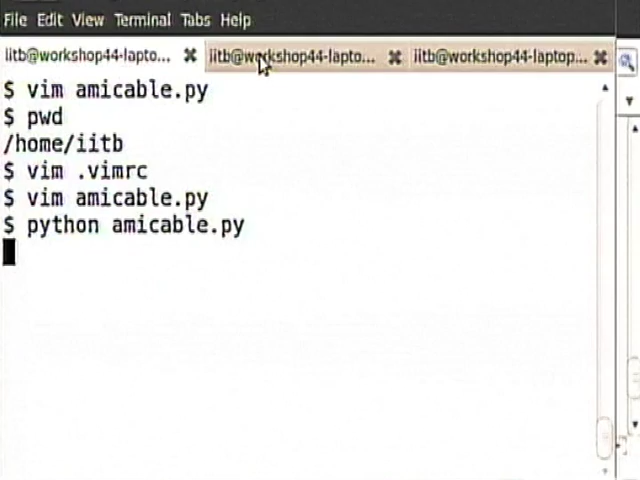 File Edit View Terminal Tabs Help
iitb@workshop44-lapto... iitb@workshop44-lapto... iitb@workshop44-laptop...
$ vim amicable.py
$ pwd
/home/iitb
$ vim .vimrc
$ vim amicable.py
$ python amicable.py